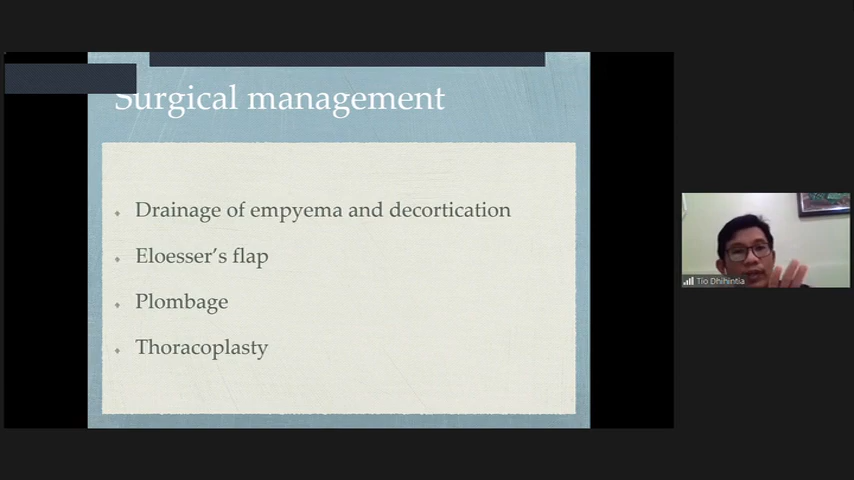 Surgical management
Drainage of empyema and decortication
Eloesser's flap
Plombage
Thoracoplasty
Tio Dhihintia